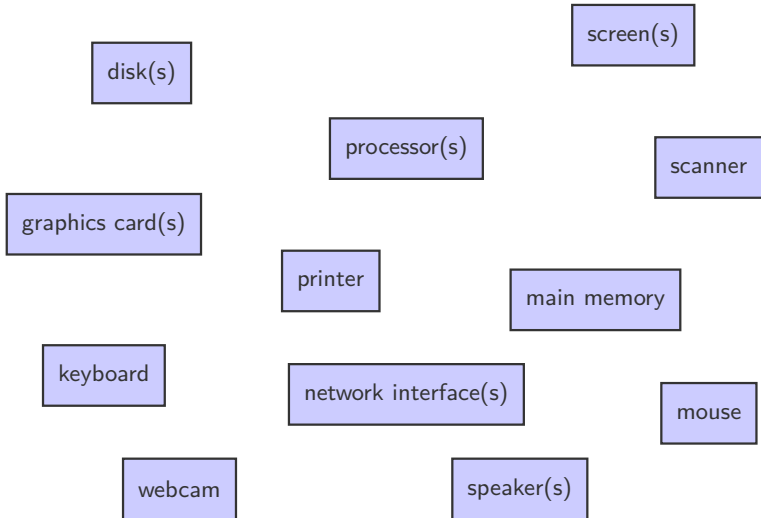 screen(s)
disk(s)
processor(s)
scanner
graphics card(s)
printer
main memory
keyboard
network interface(s)
mouse
webcam
speaker(s)